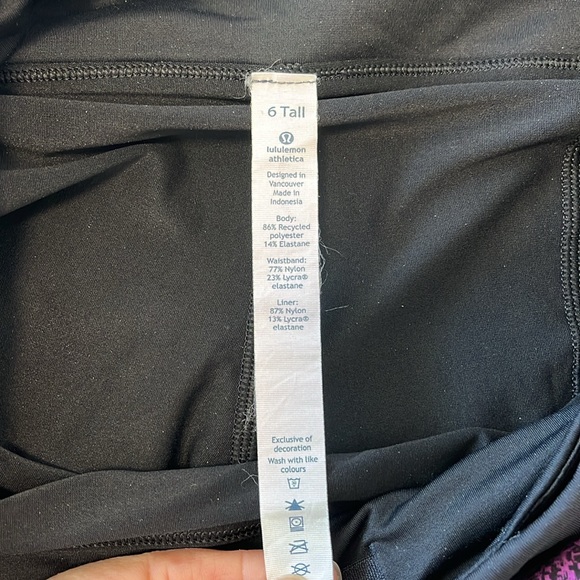 6 Tall
lululemon
athletica
Designed in
Vancouver
Made in
Indonesia
Body:
86% Recycled
polyester
14% Elastane
Waistband:
77% Nylon
23% Lycra®
elastane
Liner:
87% Nylon
13% Lycra®
elastane
Exclusive of
decoration
Wash with like
colours